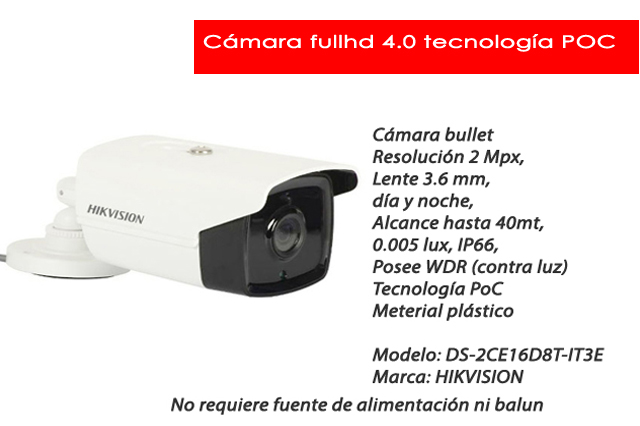 Cámara fullhd 4.0 tecnología POC
HIKVISION
Cámara bullet
Resolución 2 Mpx,
Lente 3.6 mm,
día y noche,
Alcance hasta 40mt,
0.005 lux, IP66,
Posee WDR (contra luz)
Tecnología PoC
Meterial plástico
Modelo: DS-2CE16D8T-IT3E
Marca: HIKVISION
No requiere fuente de alimentación ni balun